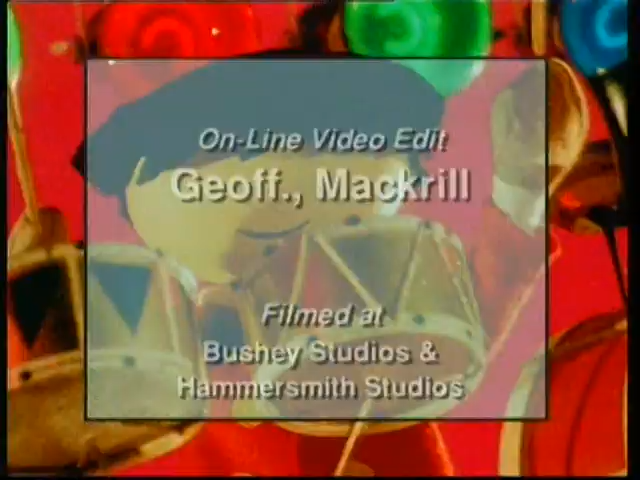 On-Line Video Edit
Geoff., Mackrill
Filmed at
Bushey Studios &
Hammersmith Studios